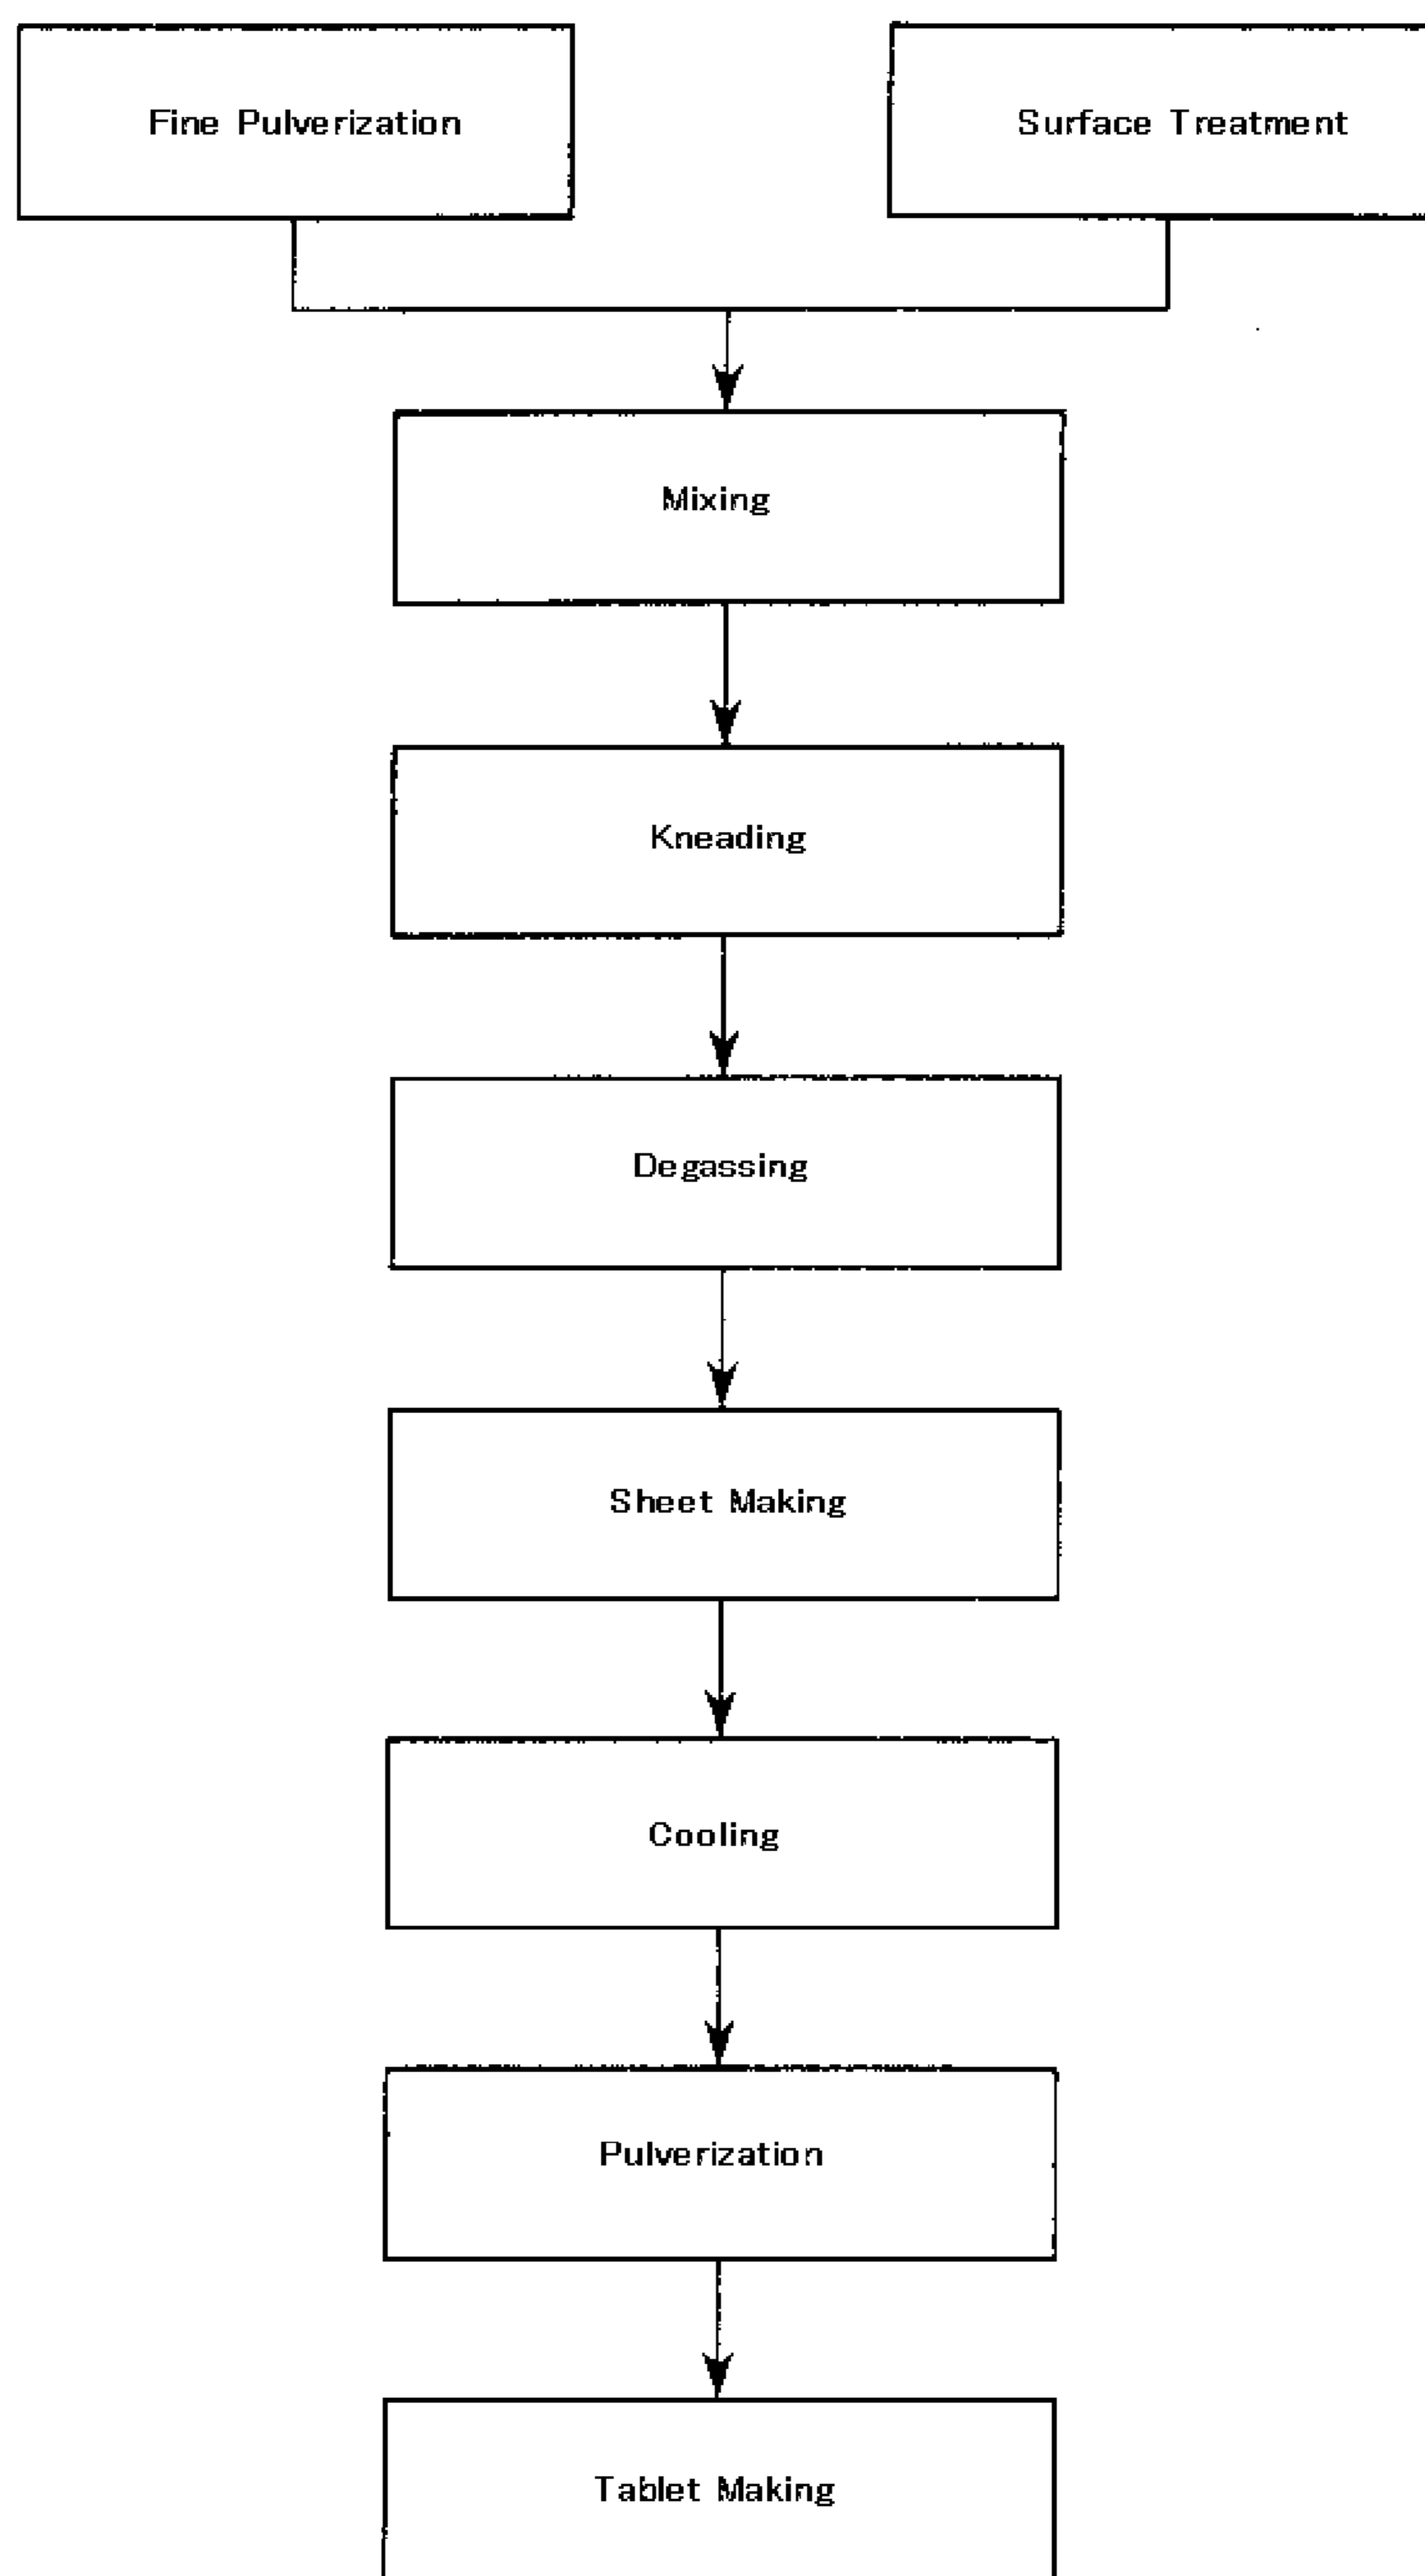 Fine Pulverization
Surface Treatment
Mixing
Kneading
Degassing
Sheet Making
Cooling
Pulverization
Tablet Making